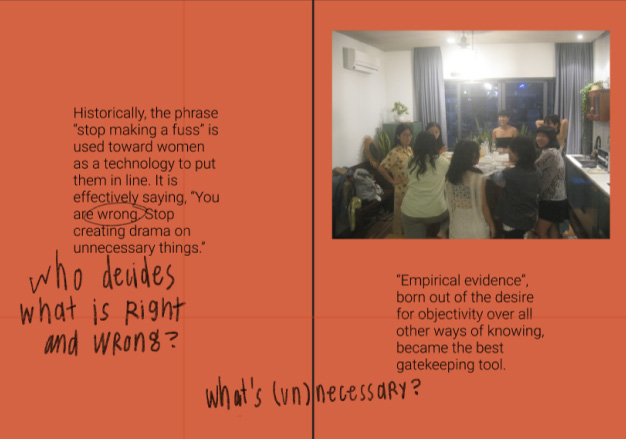 Historically, the phrase
“stop making a fuss” is
used toward women
as a technology to put
them in line. It is
effectively saying, “You
are wrong. Stop
creating drama on
unnecessary things.”
who decides
what is Right
and wrong?
“Empirical evidence”,
born out of the desire
for objectivity over all
other ways of knowing,
became the best
gatekeeping tool.
what's (un)necessary?